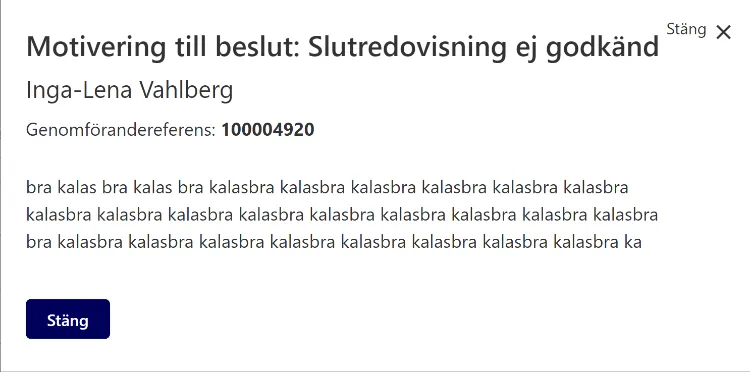 Stäng
Motivering till beslut: Slutredovisning ej godkänd
Inga-Lena Vahlberg
Genomförandereferens: 100004920
bra kalas bra kalas bra kalasbra kalasbra kalasbra kalasbra kalasbra kalasbra
kalasbra kalasbra kalasbra kalasbra kalasbra kalasbra kalasbra kalasbra kalasbra
bra kalasbra kalasbra kalasbra kalasbra kalasbra kalasbra kalasbra kalasbra ka
Stäng